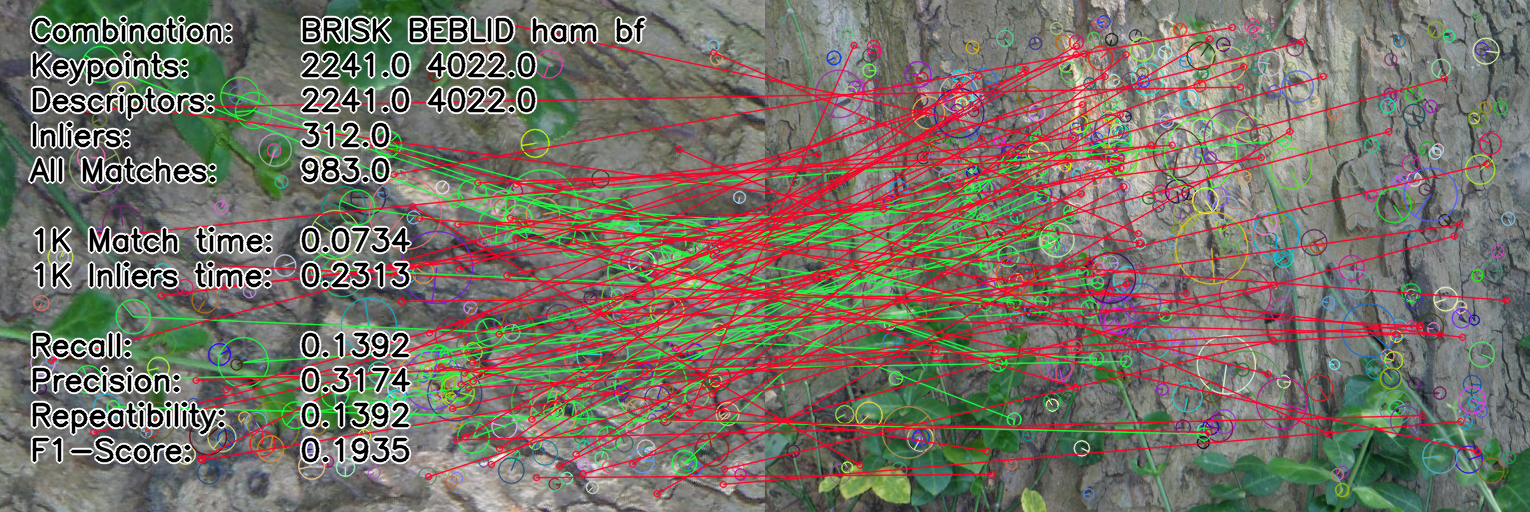 Combination: BRISK BEBLID ham bf
Keypoints: 2241.0 4022.0
Descriptors: 2241.0 4022.0
Inliers: 312.0
All Matches: 983.0
1K Match time: 0.0734
1K Inliers time: 0.2313
Recall: 0.1392
Precision: 0.3174
Repeatibility: 0.1392
F1-Score: 0.1935